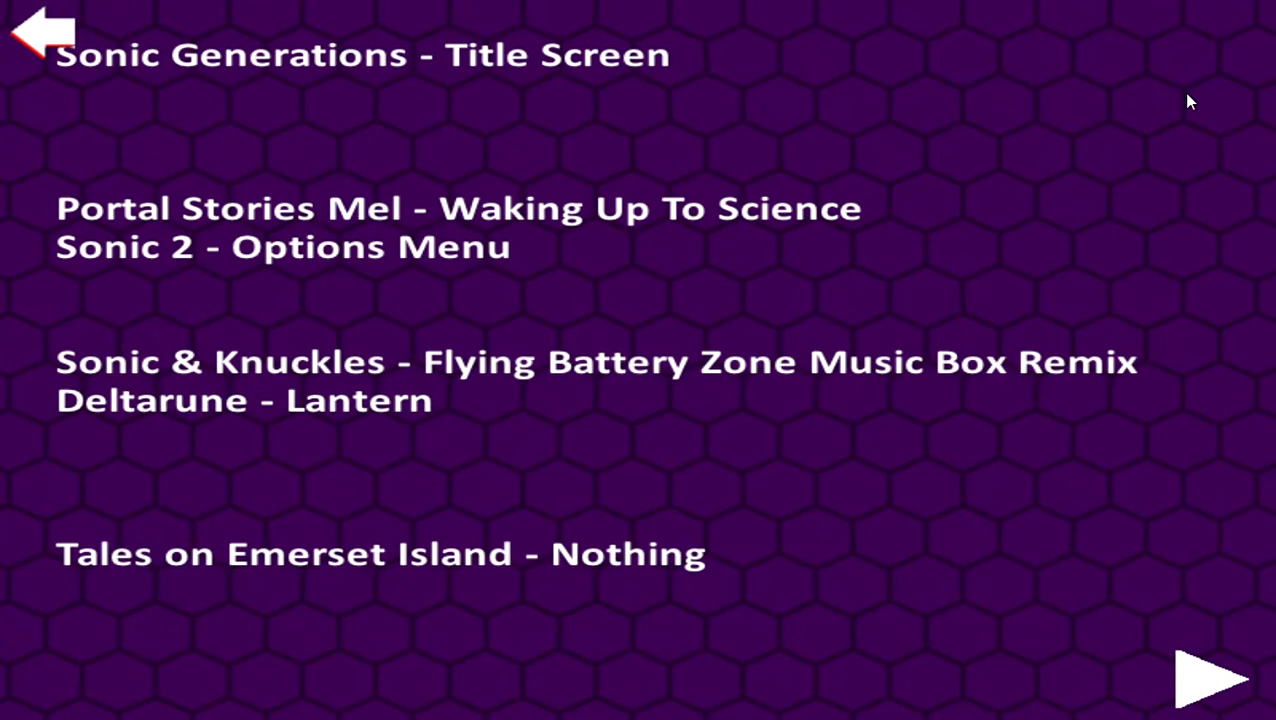 Sonic Generations - Title Screen
Portal Stories Mel - Waking Up To Science
Sonic 2 - Options Menu
Sonic & Knuckles - Flying Battery Zone Music Box Remix
Deltarune - Lantern
Tales on Emerset Island - Nothing